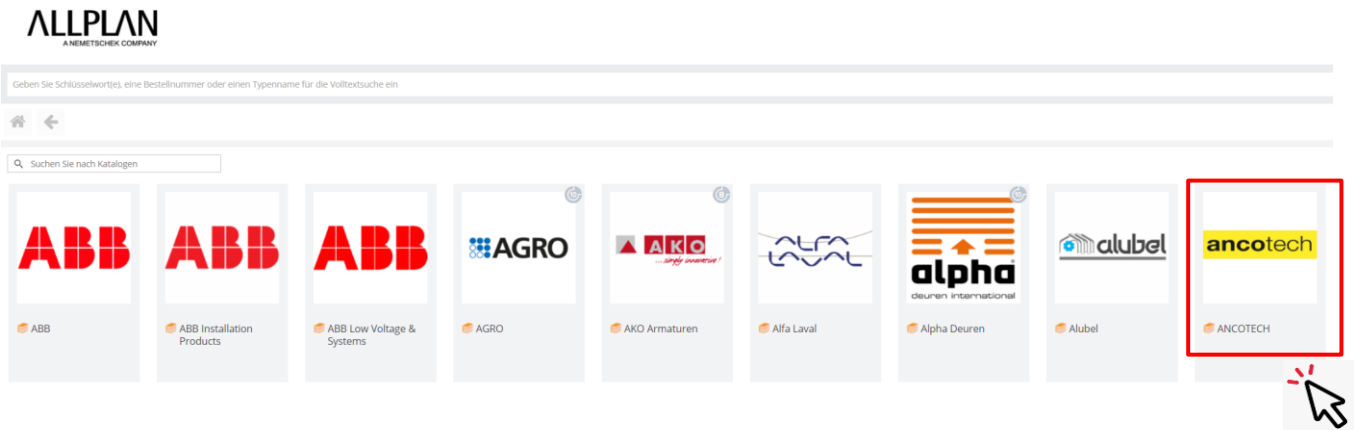 ALLPLAN
A NEMETSCHEK COMPANY
Geben Sie Schlüsselwort(e), eine Bestellnummer oder einen Typenname für die Volltextsuche ein
Suchen Sie nach Katalogen
ABB
ABB
ABB
AGRO
AKO
...simply innovative!
ALFA
LAVAL
alpha
deuren international
alubel
ancotech
ABB
ABB Installation
Products
ABB Low Voltage &
Systems
AGRO
AKO Armaturen
Alfa Laval
Alpha Deuren
Alubel
ANCOTECH